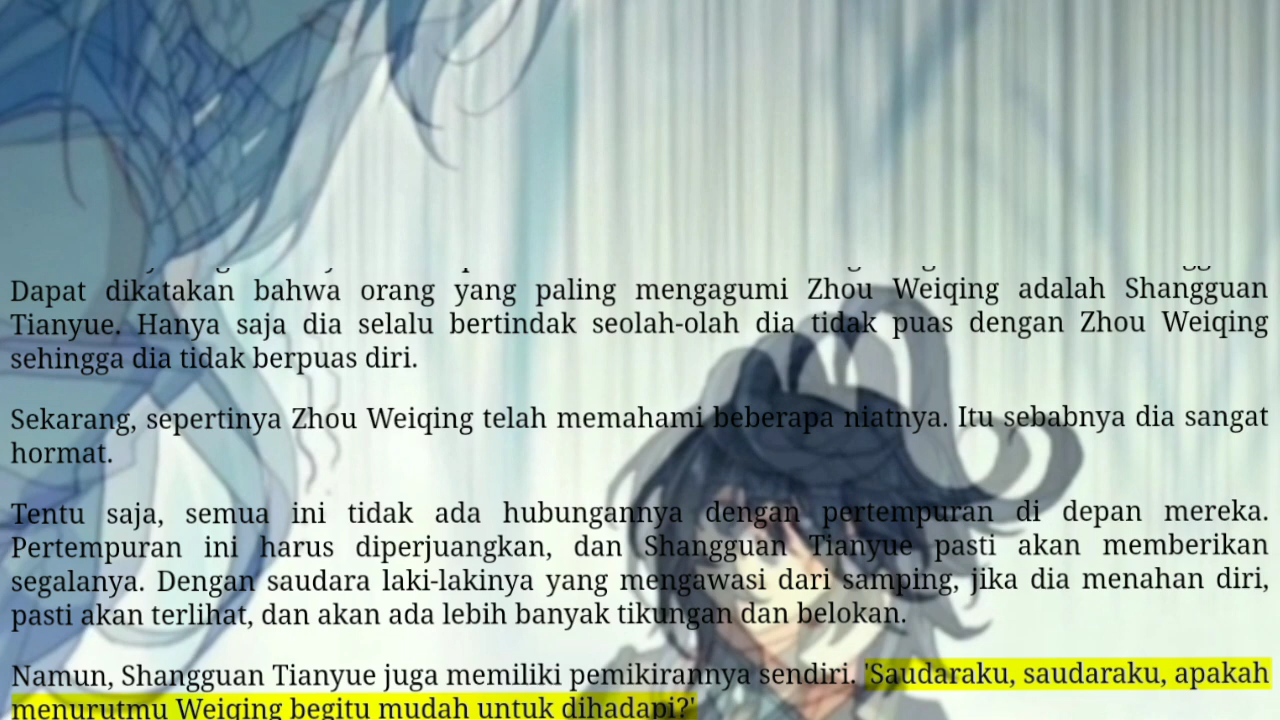 Dapat dikatakan bahwa orang yang paling mengagumi Zhou Weiqing adalah Shangguan
Tianyue. Hanya saja dia selalu bertindak seolah-olah dia tidak puas dengan Zhou Weiqing
sehingga dia tidak berpuas diri.
Sekarang, sepertinya Zhou Weiqing telah memahami beberapa niatnya. Itu sebabnya dia sangat
hormat.
Tentu saja, semua ini tidak ada hubungannya dengan pertempuran di depan mereka.
Pertempuran ini harus diperjuangkan, dan Shangguan Tianyue pasti akan memberikan
segalanya. Dengan saudara laki-lakinya yang mengawasi dari samping, jika dia menahan diri,
pasti akan terlihat, dan akan ada lebih banyak tikungan dan belokan.
Namun, Shangguan Tianyue juga memiliki pemikirannya sendiri. 'Saudaraku, saudaraku, apakah
menurutmu Weiqing begitu mudah untuk dihadapi?'